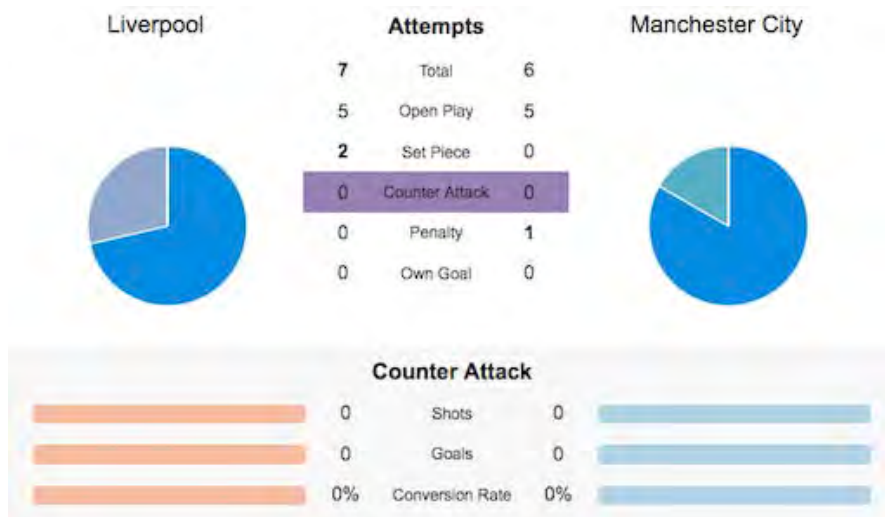 Liverpool Attempts Manchester City
7 Total 6
5 Open Play 5
2 Set Piece 0
0 Counter Attack 0
0 Penalty 1
0 Own Goal 0
Counter Attack
0 Shots 0
0 Goals 0
0% Conversion Rate 0%